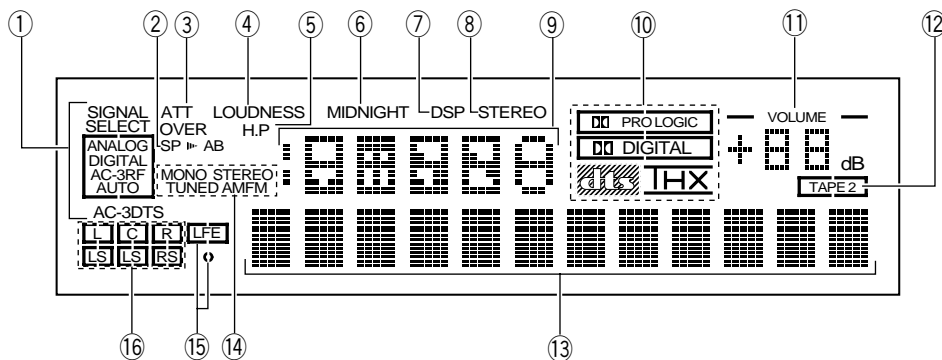 ① ② ③ ④ ⑤ ⑥ ⑦ ⑧ ⑨ ⑩ ⑪ ⑫
SIGNAL SELECT
ATT
OVER
LOUDNESS
H.P
MIDNIGHT
DSP
STEREO
SP AB
ANALOG
DIGITAL
AC-3RF
AUTO
MONO STEREO
TUNED AMFM
PRO LOGIC
DIGITAL
dts THX
VOLUME
+88 dB
TAPE 2
AC-3DTS
L C R LFE
LS LS RS
⑯ ⑮ ⑭ ⑬